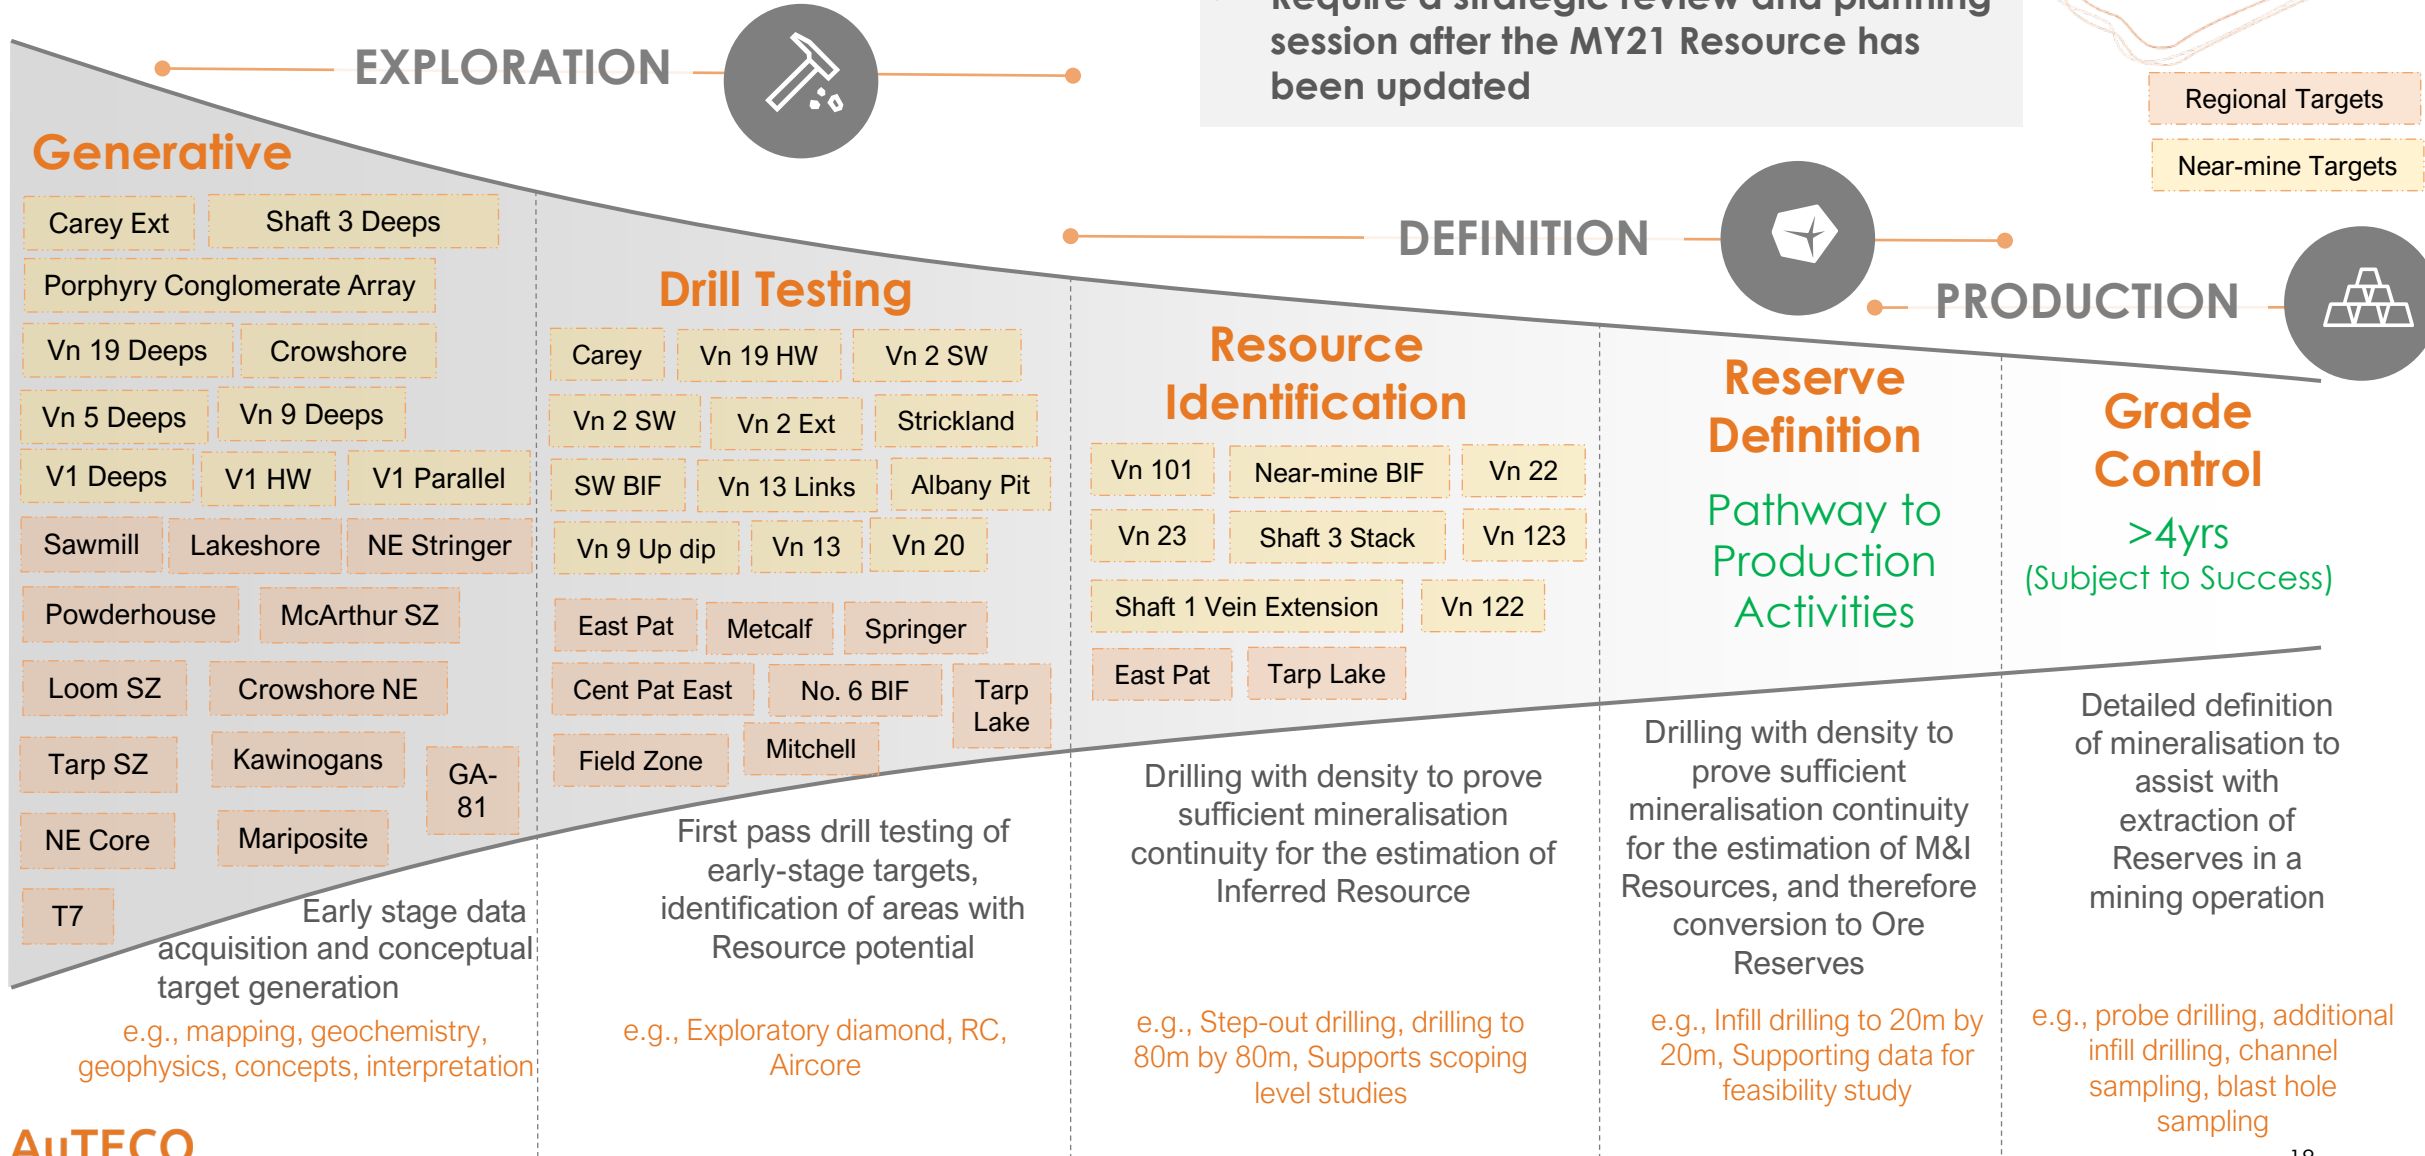 Require a strategic review and planning
session after the MY21 Resource has
been updated
EXPLORATION
Regional Targets
Near-mine Targets
DEFINITION
PRODUCTION
Generative
Carey Ext
Shaft 3 Deeps
Porphyry Conglomerate Array
Vn 19 Deeps
Crowshore
Vn 5 Deeps
Vn 9 Deeps
V1 Deeps
V1 HW
V1 Parallel
Sawmill
Lakeshore
NE Stringer
Powderhouse
McArthur SZ
Loom SZ
Crowshore NE
Tarp SZ
Kawinogans
GA-
81
NE Core
Mariposite
T7
Early stage data
acquisition and conceptual
target generation
e.g., mapping, geochemistry,
geophysics, concepts, interpretation
Drill Testing
Carey
Vn 19 HW
Vn 2 SW
Vn 2 SW
Vn 2 Ext
Strickland
SW BIF
Vn 13 Links
Albany Pit
Vn 9 Up dip
Vn 13
Vn 20
East Pat
Metcalf
Springer
Cent Pat East
No. 6 BIF
Tarp
Lake
Field Zone
Mitchell
First pass drill testing of
early-stage targets,
identification of areas with
Resource potential
e.g., Exploratory diamond, RC,
Aircore
Resource
Identification
Vn 101
Near-mine BIF
Vn 22
Vn 23
Shaft 3 Stack
Vn 123
Shaft 1 Vein Extension
Vn 122
East Pat
Tarp Lake
Drilling with density to prove
sufficient mineralisation
continuity for the estimation of
Inferred Resource
e.g., Step-out drilling, drilling to
80m by 80m, Supports scoping
level studies
Reserve
Definition
Pathway to
Production
Activities
Drilling with density to
prove sufficient
mineralisation continuity
for the estimation of M&I
Resources, and therefore
conversion to Ore
Reserves
e.g., Infill drilling to 20m by
20m, Supporting data for
feasibility study
Grade
Control
>4yrs
(Subject to Success)
Detailed definition
of mineralisation to
assist with
extraction of
Reserves in a
mining operation
e.g., probe drilling, additional
infill drilling, channel
sampling, blast hole
sampling
AuTECO